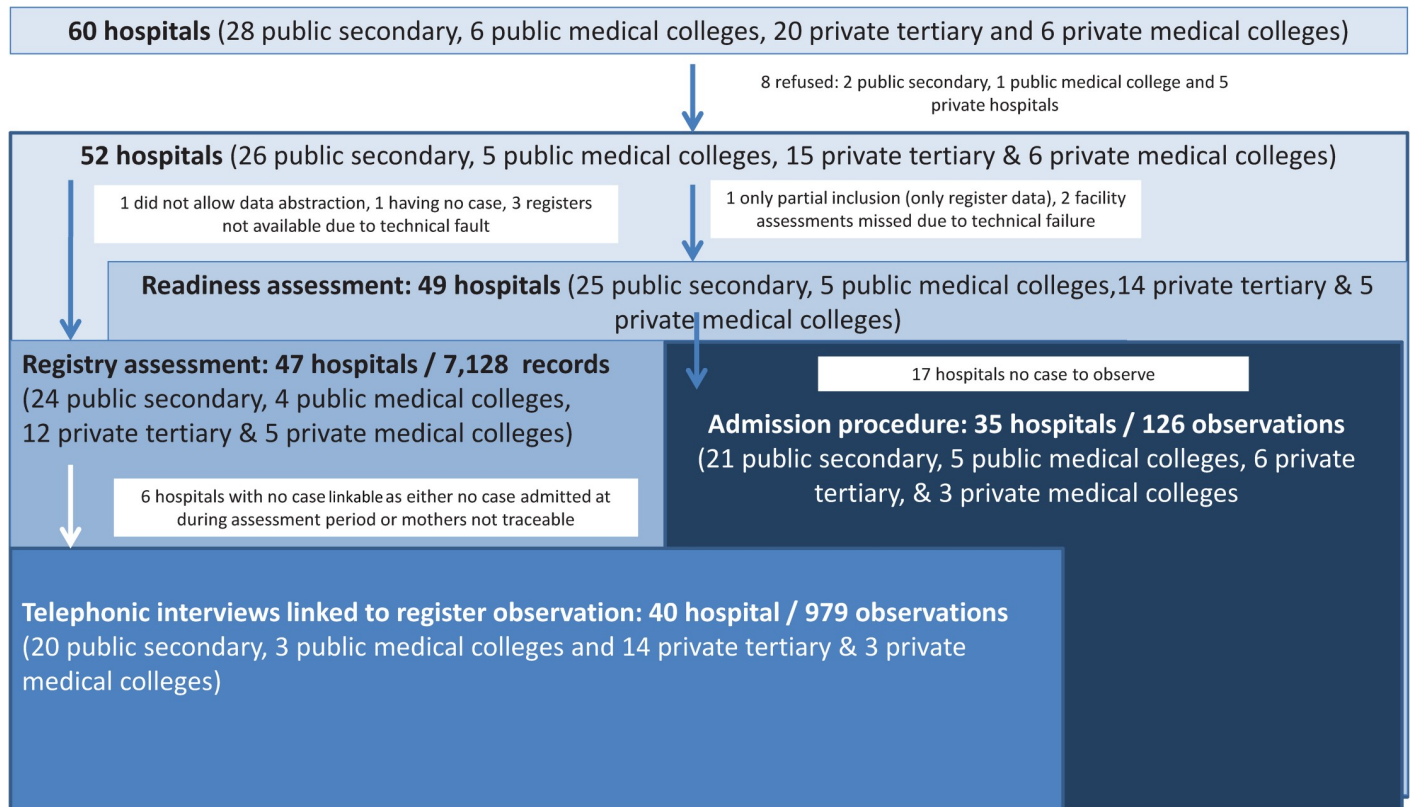 60 hospitals (28 public secondary, 6 public medical colleges, 20 private tertiary and 6 private medical colleges)
8 refused: 2 public secondary, 1 public medical college and 5
private hospitals
52 hospitals (26 public secondary, 5 public medical colleges, 15 private tertiary & 6 private medical colleges)
1 did not allow data abstraction, 1 having no case, 3 registers
not available due to technical fault
1 only partial inclusion (only register data), 2 facility
assessments missed due to technical failure
Readiness assessment: 49 hospitals (25 public secondary, 5 public medical colleges,14 private tertiary & 5
private medical colleges)
Registry assessment: 47 hospitals / 7,128 records
(24 public secondary, 4 public medical colleges,
12 private tertiary & 5 private medical colleges)
17 hospitals no case to observe
Admission procedure: 35 hospitals / 126 observations
(21 public secondary, 5 public medical colleges, 6 private
tertiary, & 3 private medical colleges
6 hospitals with no case linkable as either no case admitted at
during assessment period or mothers not traceable
Telephonic interviews linked to register observation: 40 hospital / 979 observations
(20 public secondary, 3 public medical colleges and 14 private tertiary & 3 private
medical colleges)